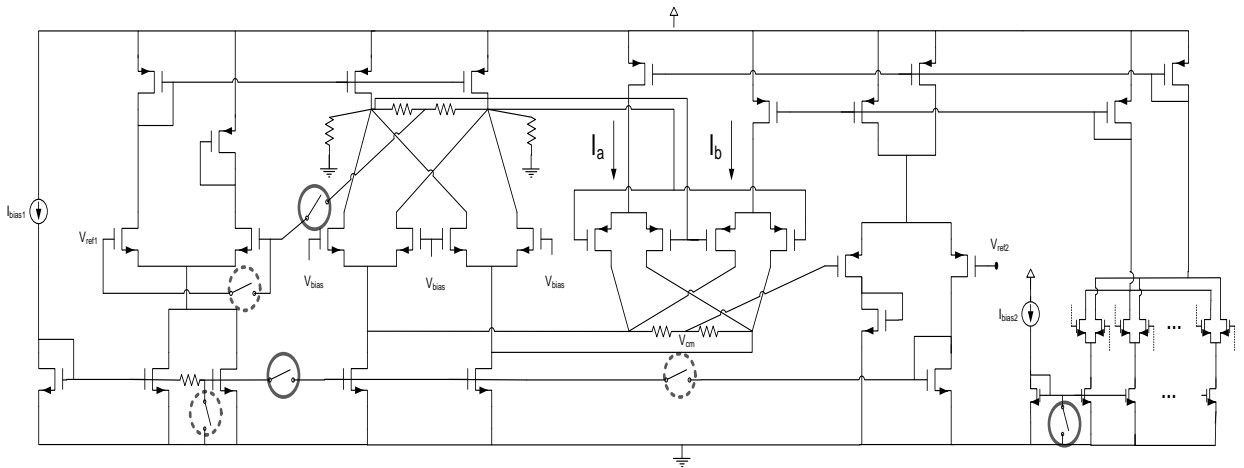 I_a
I_b
I_bias1
V_ref1
V_ref2
V_bias
V_bias
V_bias
I_bias2
V_cm
...
...